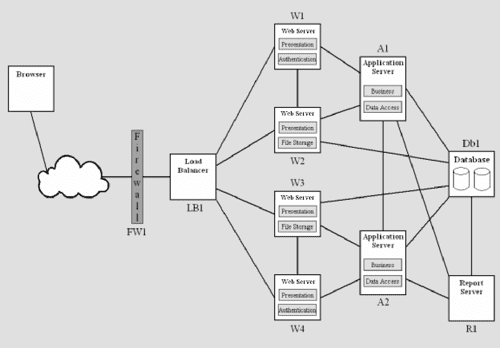 W1
Web Server
Presentation
Authentication
A1
Application
Server
Business
Data Access
Browser
Web Server
Presentation
File Storage
W2
Firewall
FW1
Load
Balancer
LB1
Db1
Database
W3
Web Server
Presentation
File Storage
Application
Server
Business
Data Access
A2
Web Server
Presentation
Authentication
W4
Report
Server
R1